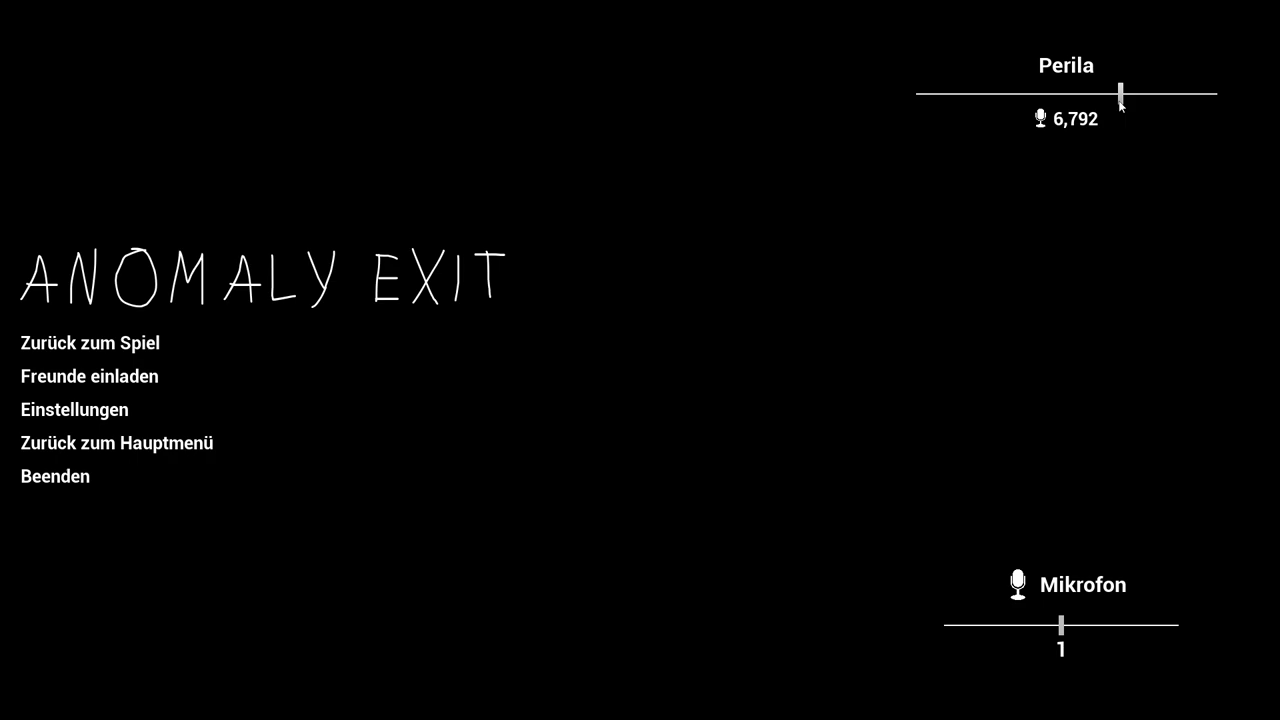 Perila
6,792
ANOMALY EXIT
Zurück zum Spiel
Freunde einladen
Einstellungen
Zurück zum Hauptmenü
Beenden
Mikrofon
1